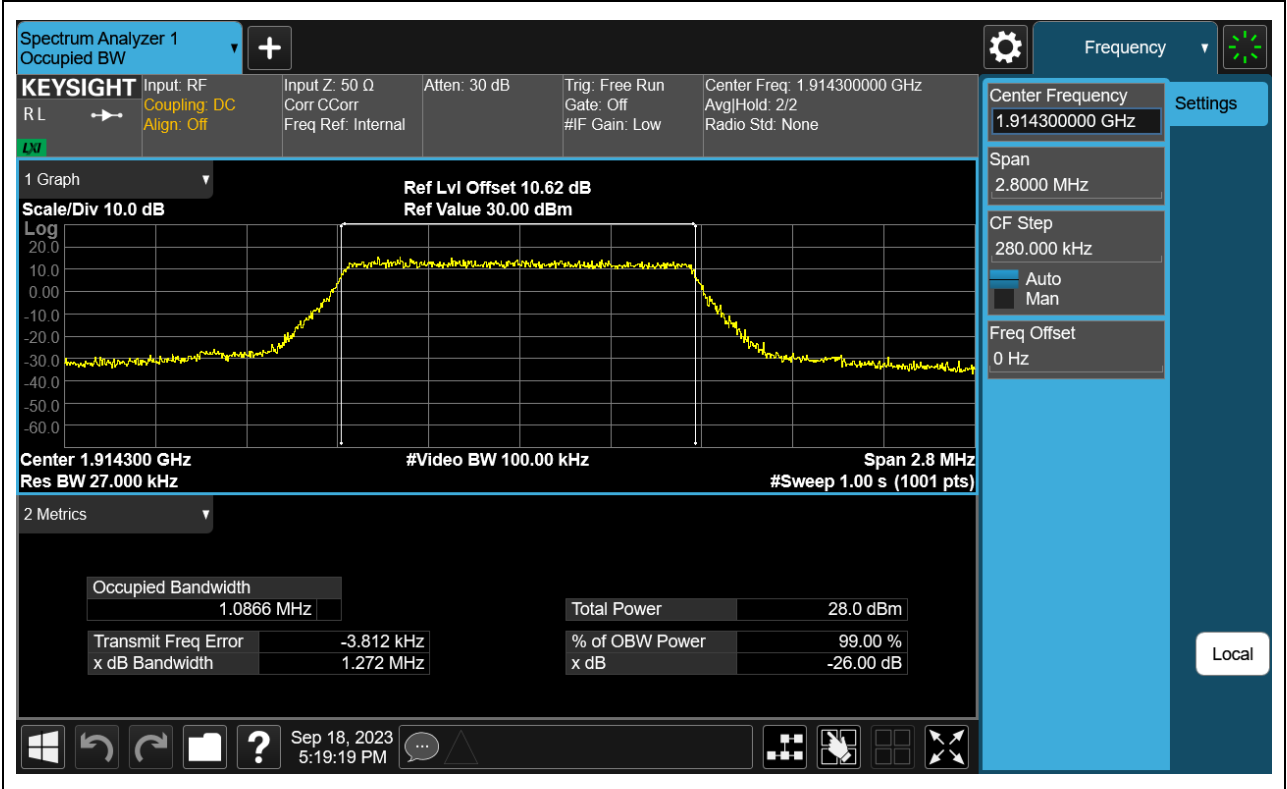 Spectrum Analyzer 1
Occupied BW
+
Frequency
KEYSIGHT
R L
LXI
Input: RF
Coupling: DC
Align: Off
Input Z: 50 Ω
Corr CCorr
Freq Ref: Internal
Atten: 30 dB
Trig: Free Run
Gate: Off
#IF Gain: Low
Center Freq: 1.914300000 GHz
Avg|Hold: 2/2
Radio Std: None
Center Frequency
1.914300000 GHz
Settings
Span
2.8000 MHz
CF Step
280.000 kHz
Auto
Man
Freq Offset
0 Hz
Local
1 Graph
Scale/Div 10.0 dB
Ref Lvl Offset 10.62 dB
Ref Value 30.00 dBm
Log
20.0
10.0
0.00
-10.0
-20.0
-30.0
-40.0
-50.0
-60.0
Center 1.914300 GHz
#Video BW 100.00 kHz
Span 2.8 MHz
Res BW 27.000 kHz
#Sweep 1.00 s (1001 pts)
2 Metrics
Occupied Bandwidth
1.0866 MHz
Total Power 28.0 dBm
Transmit Freq Error -3.812 kHz
% of OBW Power 99.00 %
x dB Bandwidth 1.272 MHz
x dB -26.00 dB
?
Sep 18, 2023
5:19:19 PM